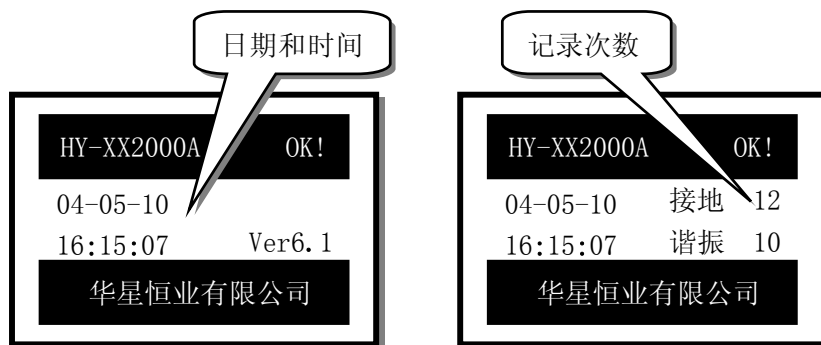 日期和时间
HY-XX2000A OK!
04-05-10
16:15:07 Ver6.1
华星恒业有限公司
记录次数
HY-XX2000A OK!
04-05-10 接地 12
16:15:07 谐振 10
华星恒业有限公司